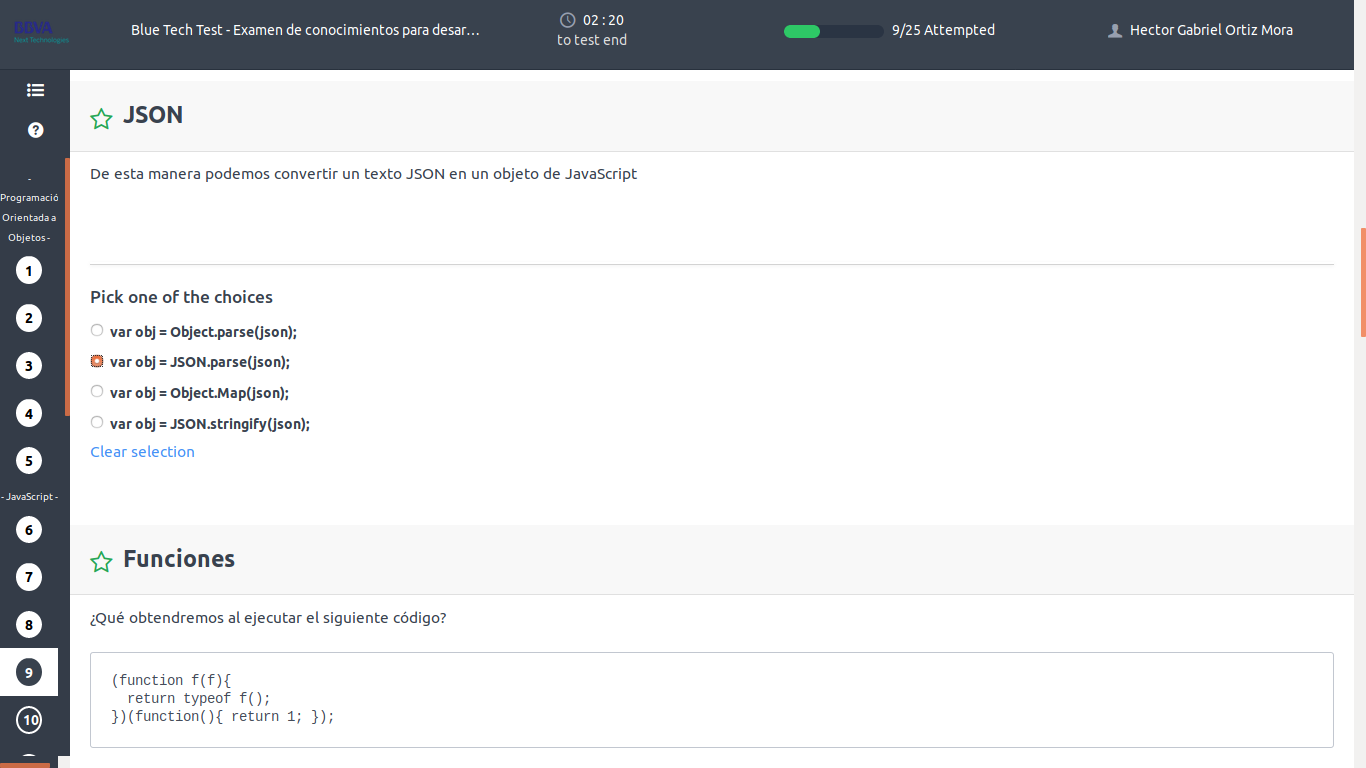 BBVA
Next Technologies
Blue Tech Test - Examen de conocimientos para desar...
02 : 20
to test end
9/25 Attempted
Hector Gabriel Ortiz Mora
-
Programació
Orientada a
Objetos -
1
2
3
4
5
- JavaScript -
6
7
8
9
10
JSON
De esta manera podemos convertir un texto JSON en un objeto de JavaScript
Pick one of the choices
var obj = Object.parse(json);
var obj = JSON.parse(json);
var obj = Object.Map(json);
var obj = JSON.stringify(json);
Clear selection
Funciones
¿Qué obtendremos al ejecutar el siguiente código?
(function f(f){
  return typeof f();
})(function(){ return 1; });